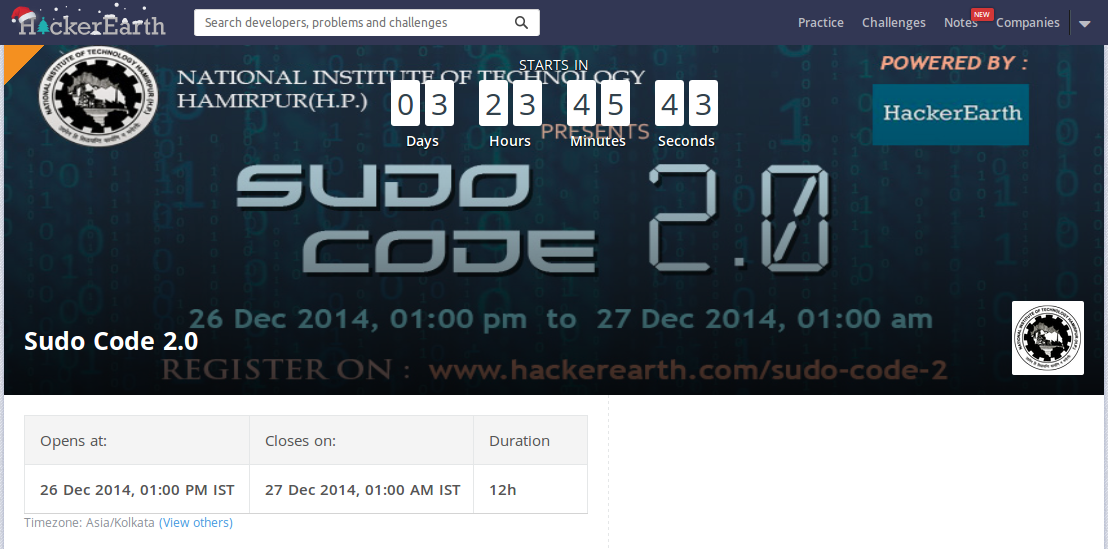 HackerEarth
Search developers, problems and challenges
Practice Challenges Notes NEW Companies
NATIONAL INSTITUTE OF TECHNOLOGY
HAMIRPUR(H.P.)
STARTS IN
03 23 45 43
Days Hours Minutes Seconds
PRESENTS
POWERED BY :
HackerEarth
SUDO
CODE 2.0
26 Dec 2014, 01:00 pm to 27 Dec 2014, 01:00 am
Sudo Code 2.0
REGISTER ON : www.hackerearth.com/sudo-code-2
Opens at: Closes on: Duration
26 Dec 2014, 01:00 PM IST 27 Dec 2014, 01:00 AM IST 12h
Timezone: Asia/Kolkata (View others)